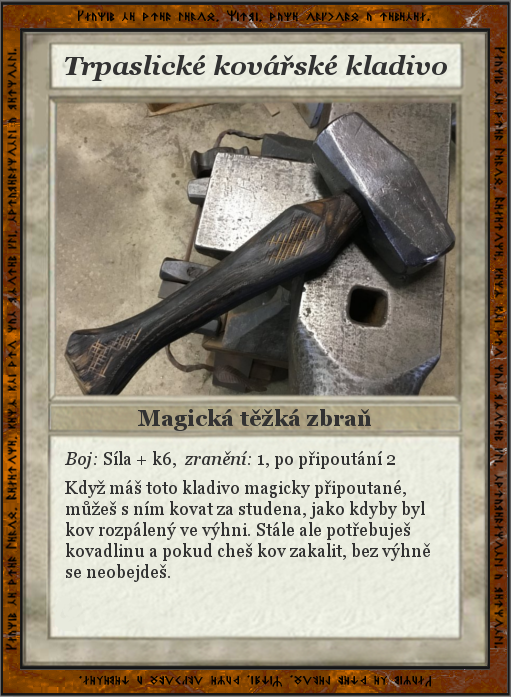 Trpaslické kovářské kladivo
Magická těžká zbraň
Boj: Síla + k6, zranění: 1, po připoutání 2
Když máš toto kladivo magicky připoutané,
můžeš s ním kovat za studena, jako kdyby byl
kov rozpálený ve výhni. Stále ale potřebuješ
kovadlinu a pokud cheš kov zakalit, bez výhně
se neobejdeš.